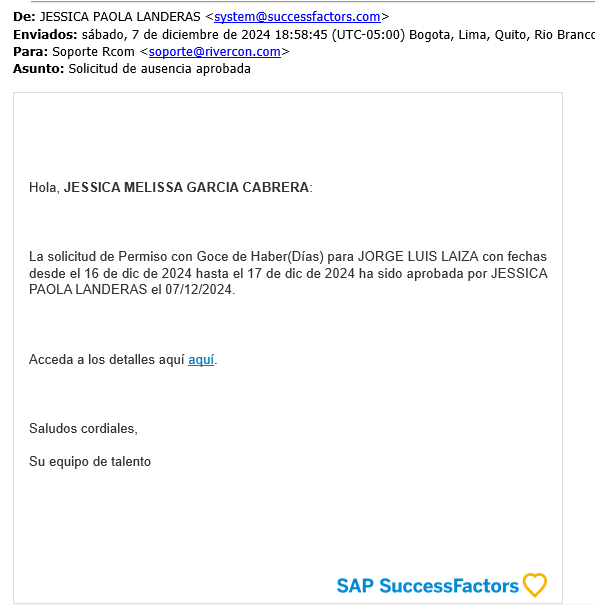 De: JESSICA PAOLA LANDERAS <system@successfactors.com>
Enviados: sábado, 7 de diciembre de 2024 18:58:45 (UTC-05:00) Bogota, Lima, Quito, Rio Branco
Para: Soporte Rcom <soporte@rivercon.com>
Asunto: Solicitud de ausencia aprobada
Hola, JESSICA MELISSA GARCIA CABRERA:
La solicitud de Permiso con Goce de Haber(Días) para JORGE LUIS LAIZA con fechas
desde el 16 de dic de 2024 hasta el 17 de dic de 2024 ha sido aprobada por JESSICA
PAOLA LANDERAS el 07/12/2024.
Acceda a los detalles aquí aquí.
Saludos cordiales,
Su equipo de talento
SAP SuccessFactors